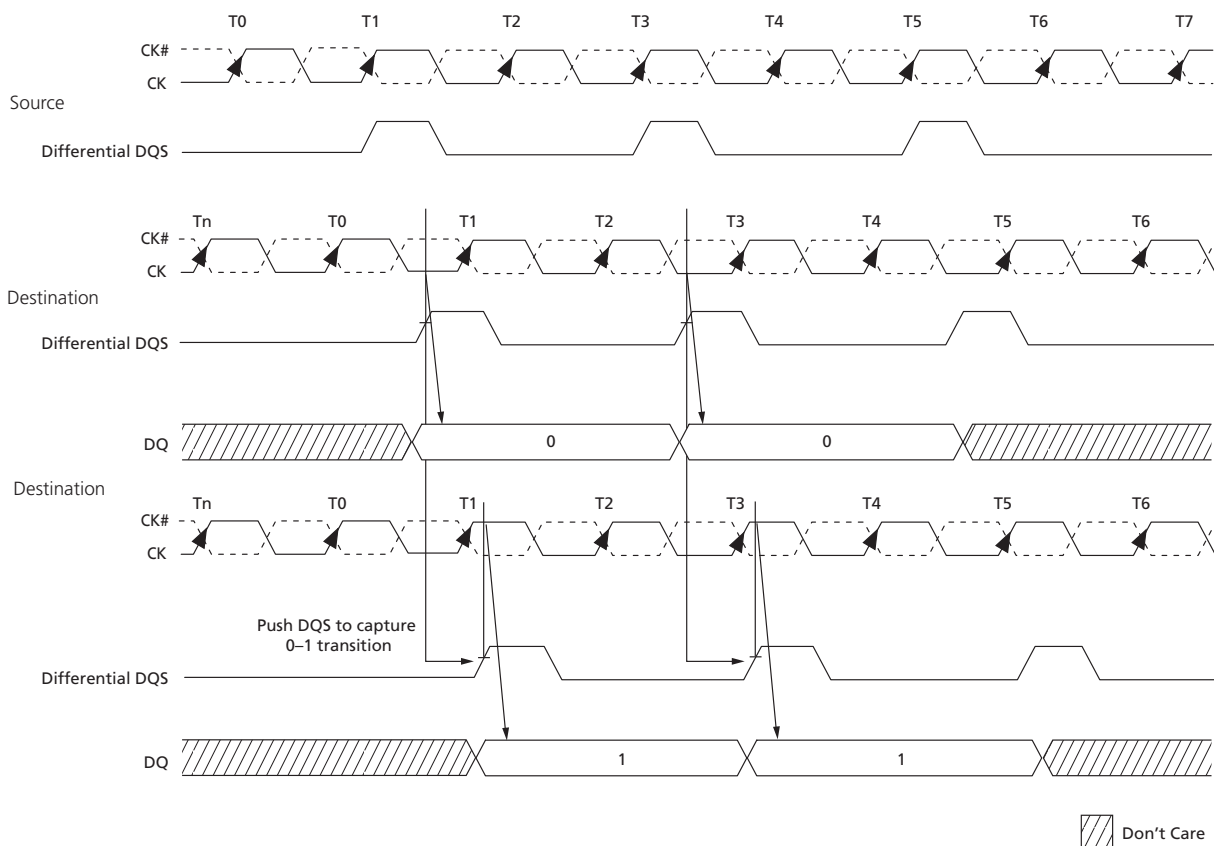 T0 T1 T2 T3 T4 T5 T6 T7
CK#
CK
Source
Differential DQS
Tn T0 T1 T2 T3 T4 T5 T6
CK#
CK
Destination
Differential DQS
DQ 0 0
Destination
Tn T0 T1 T2 T3 T4 T5 T6
CK#
CK
Push DQS to capture
0–1 transition
Differential DQS
DQ 1 1
Don't Care